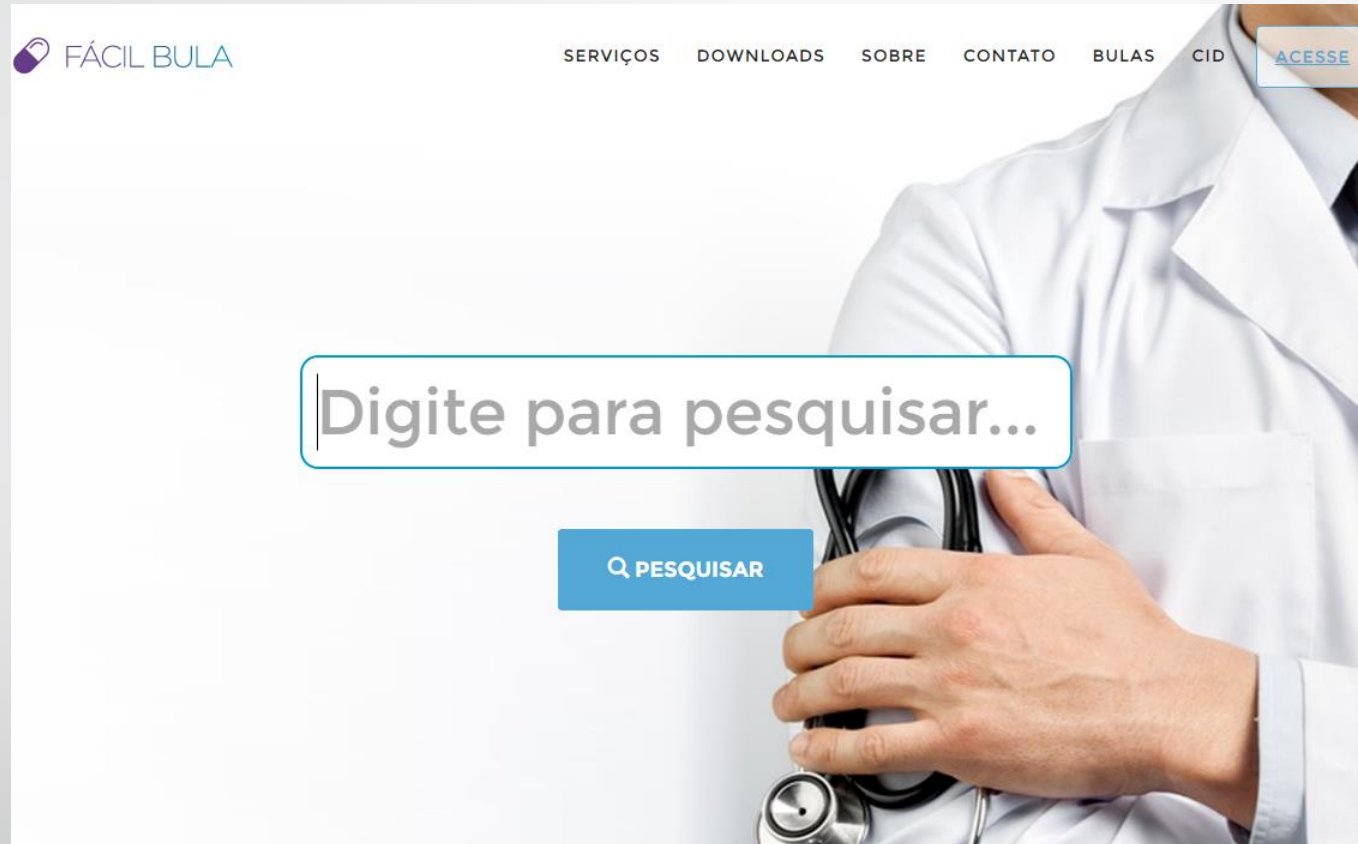 FÁCIL BULA
SERVIÇOS DOWNLOADS SOBRE CONTATO BULAS CID ACESSE
Digite para pesquisar...
PESQUISAR